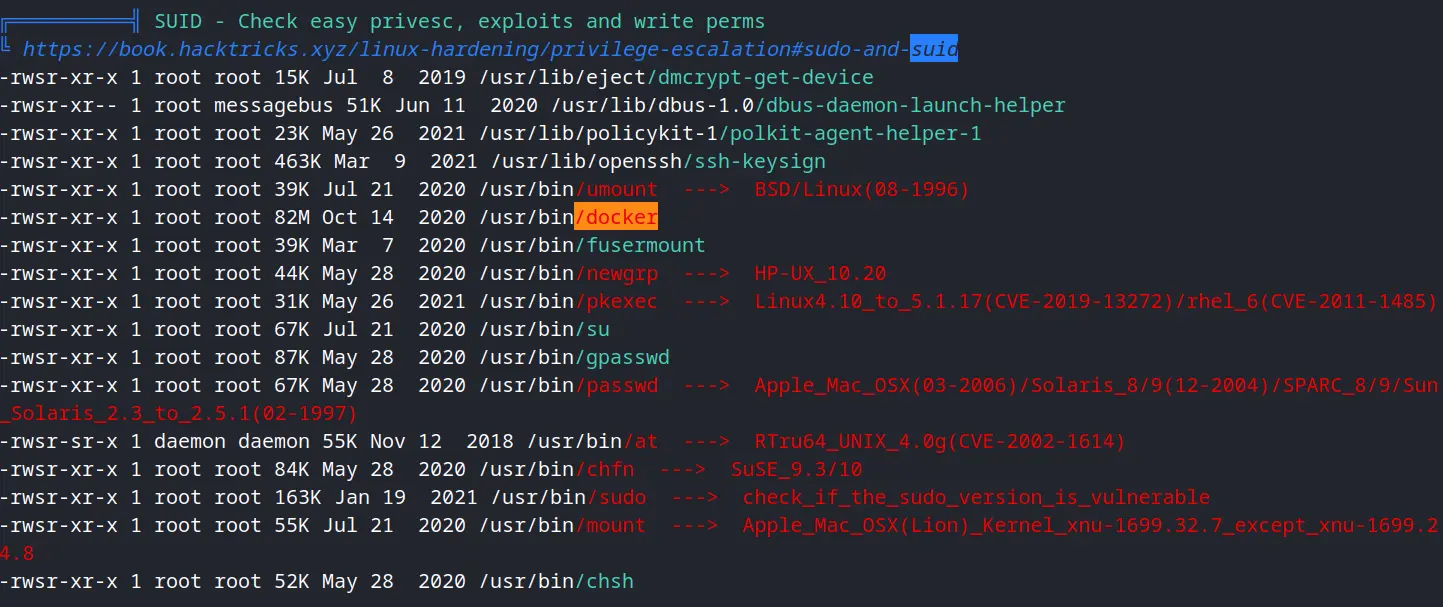 ╔══════════╣ SUID - Check easy privesc, exploits and write perms
╚ https://book.hacktricks.xyz/linux-hardening/privilege-escalation#sudo-and-suid
-rwsr-xr-x 1 root root 15K Jul  8  2019 /usr/lib/eject/dmcrypt-get-device
-rwsr-xr-- 1 root messagebus 51K Jun 11  2020 /usr/lib/dbus-1.0/dbus-daemon-launch-helper
-rwsr-xr-x 1 root root 23K May 26  2021 /usr/lib/policykit-1/polkit-agent-helper-1
-rwsr-xr-x 1 root root 463K Mar  9  2021 /usr/lib/openssh/ssh-keysign
-rwsr-xr-x 1 root root 39K Jul 21  2020 /usr/bin/umount  --->  BSD/Linux(08-1996)
-rwsr-xr-x 1 root root 82M Oct 14  2020 /usr/bin/docker
-rwsr-xr-x 1 root root 39K Mar  7  2020 /usr/bin/fusermount
-rwsr-xr-x 1 root root 44K May 28  2020 /usr/bin/newgrp  --->  HP-UX_10.20
-rwsr-xr-x 1 root root 31K May 26  2021 /usr/bin/pkexec  --->  Linux4.10_to_5.1.17(CVE-2019-13272)/rhel_6(CVE-2011-1485)
-rwsr-xr-x 1 root root 67K Jul 21  2020 /usr/bin/su
-rwsr-xr-x 1 root root 87K May 28  2020 /usr/bin/gpasswd
-rwsr-xr-x 1 root root 67K May 28  2020 /usr/bin/passwd  --->  Apple_Mac_OSX(03-2006)/Solaris_8/9(12-2004)/SPARC_8/9/Sun
_Solaris_2.3_to_2.5.1(02-1997)
-rwsr-sr-x 1 daemon daemon 55K Nov 12  2018 /usr/bin/at  --->  RTru64_UNIX_4.0g(CVE-2002-1614)
-rwsr-xr-x 1 root root 84K May 28  2020 /usr/bin/chfn  --->  SuSE_9.3/10
-rwsr-xr-x 1 root root 163K Jan 19  2021 /usr/bin/sudo  --->  check_if_the_sudo_version_is_vulnerable
-rwsr-xr-x 1 root root 55K Jul 21  2020 /usr/bin/mount  --->  Apple_Mac_OSX(Lion)_Kernel_xnu-1699.32.7_except_xnu-1699.2
4.8
-rwsr-xr-x 1 root root 52K May 28  2020 /usr/bin/chsh